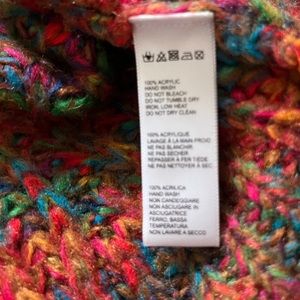 100% ACRYLIC
HAND WASH
DO NOT BLEACH
DO NOT TUMBLE DRY
IRON, LOW HEAT
DO NOT DRY CLEAN
100% ACRYLIQUE
LAVAGE À LA MAIN FROID
NE PAS BLANCHIR
NE PAS SECHER
REPASSER À FER TIÈDE
NE PAS NETTOYER À SEC
100% ACRILICA
HAND WASH
NON CANDEGGIARE
NON ASCIUGARE IN
ASCIUGATRICE
FERRO, BASSA
TEMPERATURA
NON LAVARE A SECCO